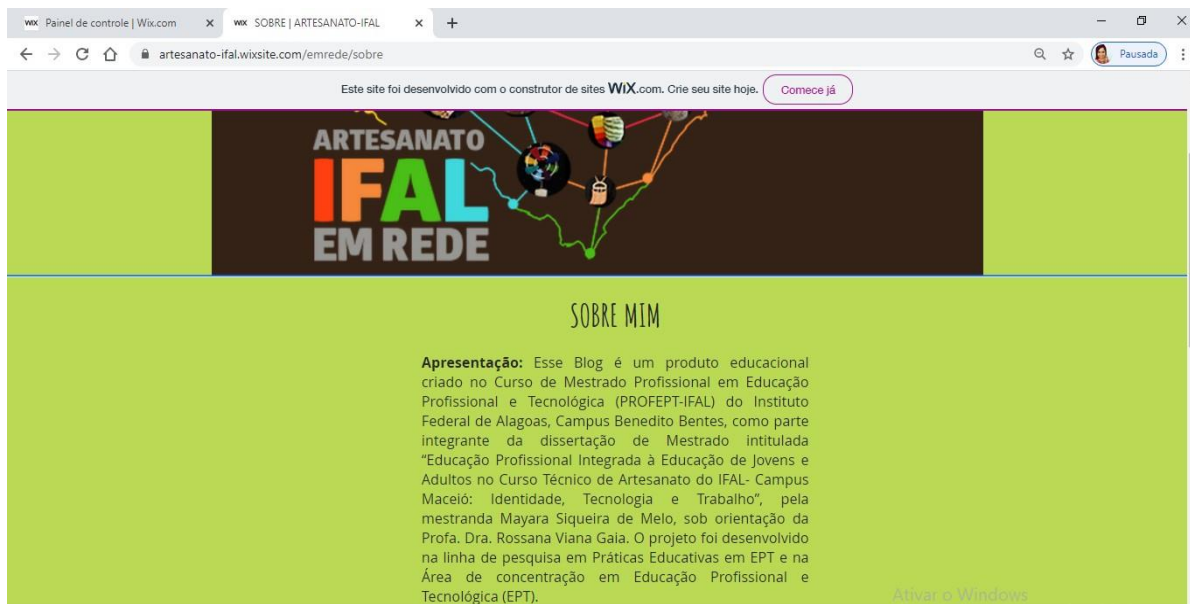 WiX Painel de controle | Wix.com
WiX SOBRE | ARTESANATO-IFAL
artesanato-ifal.wixsite.com/emrede/sobre
Pausada
Este site foi desenvolvido com o construtor de sites WiX.com. Crie seu site hoje.
Comece já
ARTESANATO
IFAL
EM REDE
SOBRE MIM
Apresentação: Esse Blog é um produto educacional
criado no Curso de Mestrado Profissional em Educação
Profissional e Tecnológica (PROFEPT-IFAL) do Instituto
Federal de Alagoas, Campus Benedito Bentes, como parte
integrante da dissertação de Mestrado intitulada
“Educação Profissional Integrada à Educação de Jovens e
Adultos no Curso Técnico de Artesanato do IFAL- Campus
Maceió: Identidade, Tecnologia e Trabalho”, pela
mestranda Mayara Siqueira de Melo, sob orientação da
Profa. Dra. Rossana Viana Gaia. O projeto foi desenvolvido
na linha de pesquisa em Práticas Educativas em EPT e na
Área de concentração em Educação Profissional e
Tecnológica (EPT).
Ativar o Windows